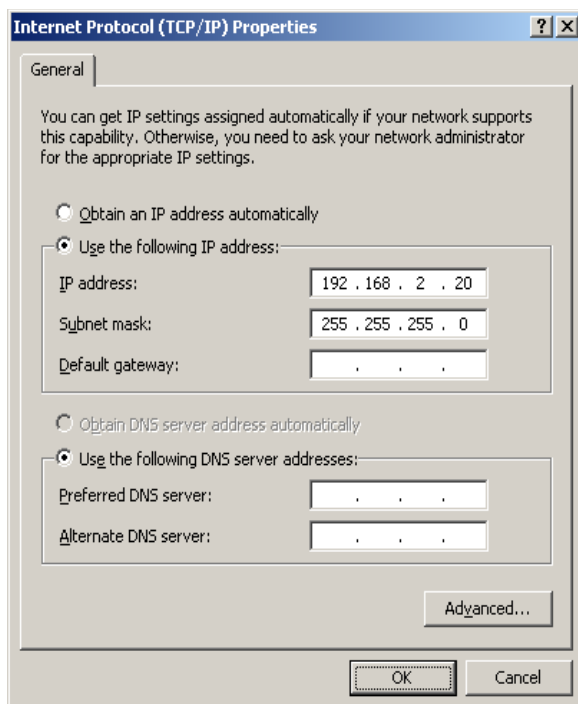 Internet Protocol (TCP/IP) Properties
General
You can get IP settings assigned automatically if your network supports
this capability. Otherwise, you need to ask your network administrator
for the appropriate IP settings.
Obtain an IP address automatically
Use the following IP address:
IP address: 192 . 168 . 2 . 20
Subnet mask: 255 . 255 . 255 . 0
Default gateway: . . .
Obtain DNS server address automatically
Use the following DNS server addresses:
Preferred DNS server: . . .
Alternate DNS server: . . .
Advanced...
OK Cancel